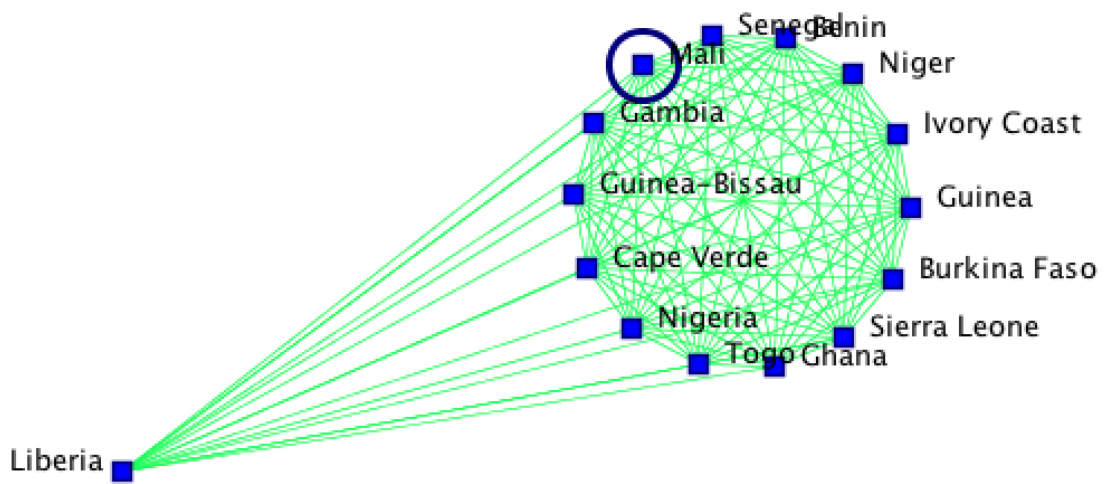 Senegal
Benin
Mali
Niger
Gambia
Ivory Coast
Guinea-Bissau
Guinea
Cape Verde
Burkina Faso
Nigeria
Sierra Leone
Togo
Ghana
Liberia